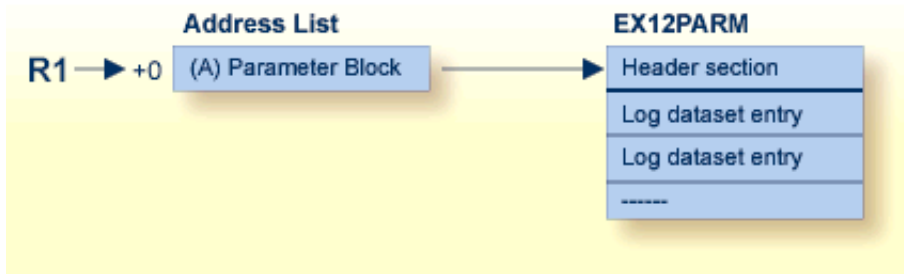 Address List EX12PARM
R1 +0 (A) Parameter Block Header section
Log dataset entry
Log dataset entry
------